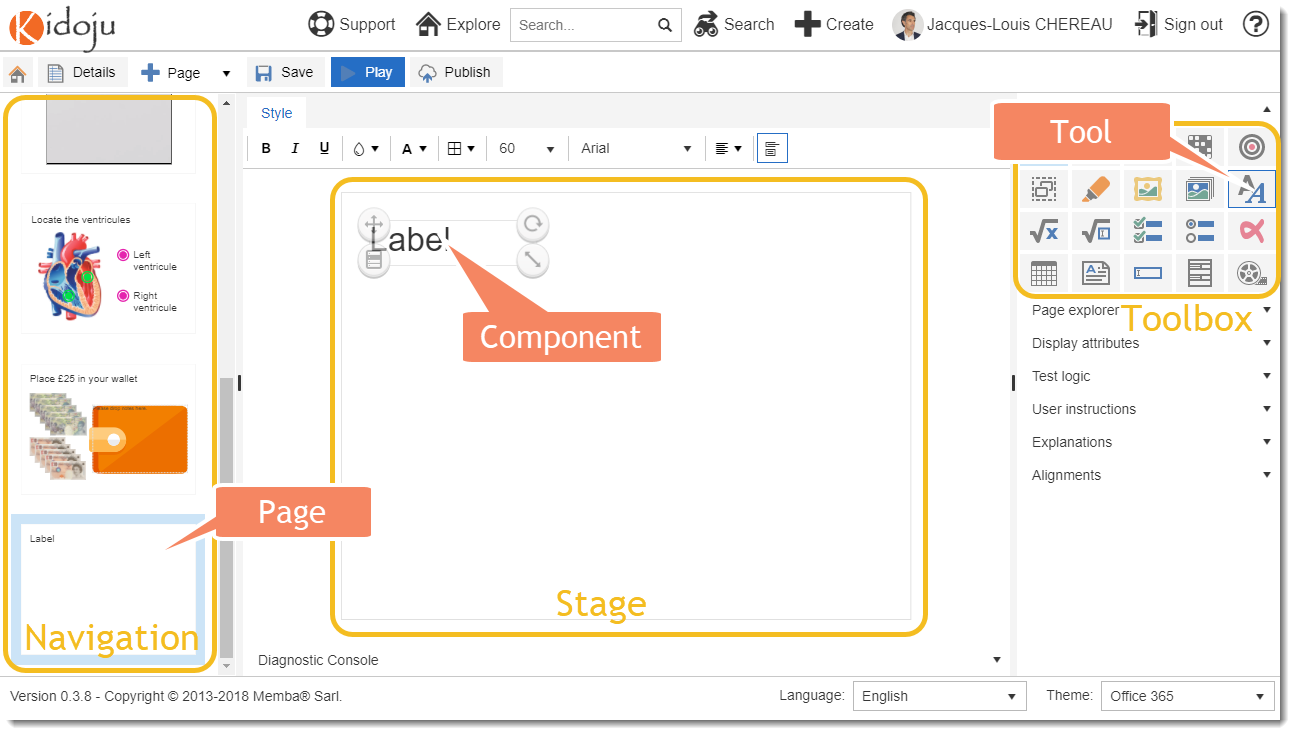 Kidoju
Support
Explore
Search...
Search
Create
Jacques-Louis CHEREAU
Sign out
?
Details
Page
Save
Play
Publish
Style
B I U A 60 Arial
Tool
Toolbox
Locate the ventricules
Left
ventricule
Right
ventricule
Place £25 in your wallet
Label
Navigation
Page
Label
Component
Stage
Page explorer
Display attributes
Test logic
User instructions
Explanations
Alignments
Diagnostic Console
Version 0.3.8 - Copyright © 2013-2018 Memba® Sarl.
Language: English
Theme: Office 365